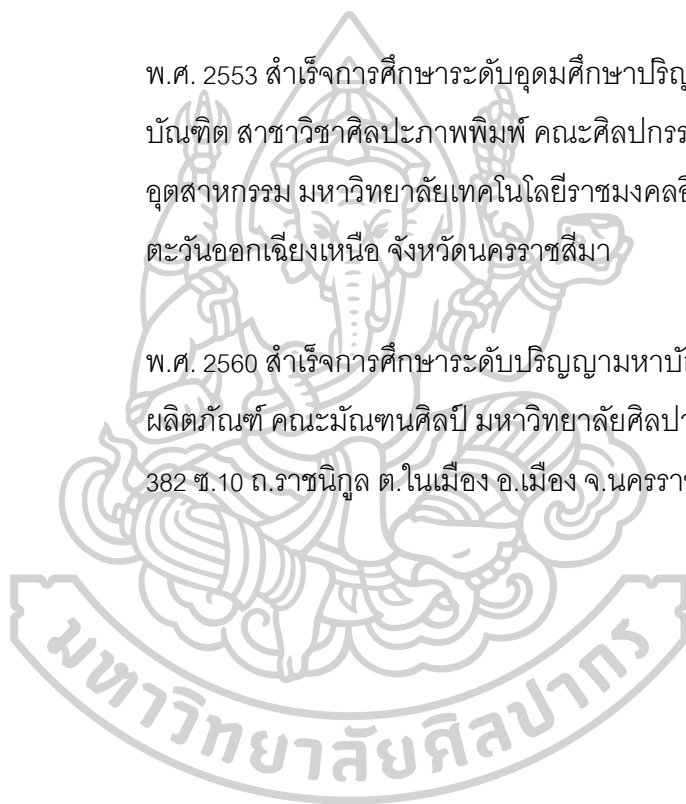 พ.ศ. 2553 สำเร็จการศึกษาระดับอุดมศึกษาปริญ
บัณฑิต สาขาวิชาศิลปะภาพพิมพ์ คณะศิลปกรร
อุตสาหกรรม มหาวิทยาลัยเทคโนโลยีราชมงคลอี
ตะวันออกเฉียงเหนือ จังหวัดนครราชสีมา
พ.ศ. 2560 สำเร็จการศึกษาระดับปริญญามหาบั
ผลิตภัณฑ์ คณะมัณฑนศิลป์ มหาวิทยาลัยศิลปา
382 ซ.10 ถ.ราชนิกูล ต.ในเมือง อ.เมือง จ.นครรา
มหาวิทยาลัยศิลปากร